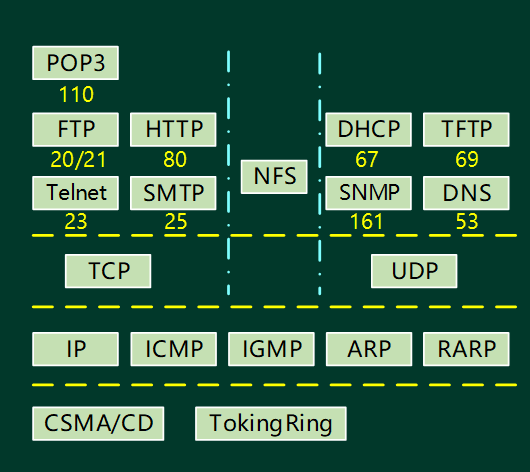 POP3
110
FTP HTTP DHCP TFTP
20/21 80 67 69
NFS
Telnet SMTP SNMP DNS
23 25 161 53
TCP UDP
IP ICMP IGMP ARP RARP
CSMA/CD TokingRing